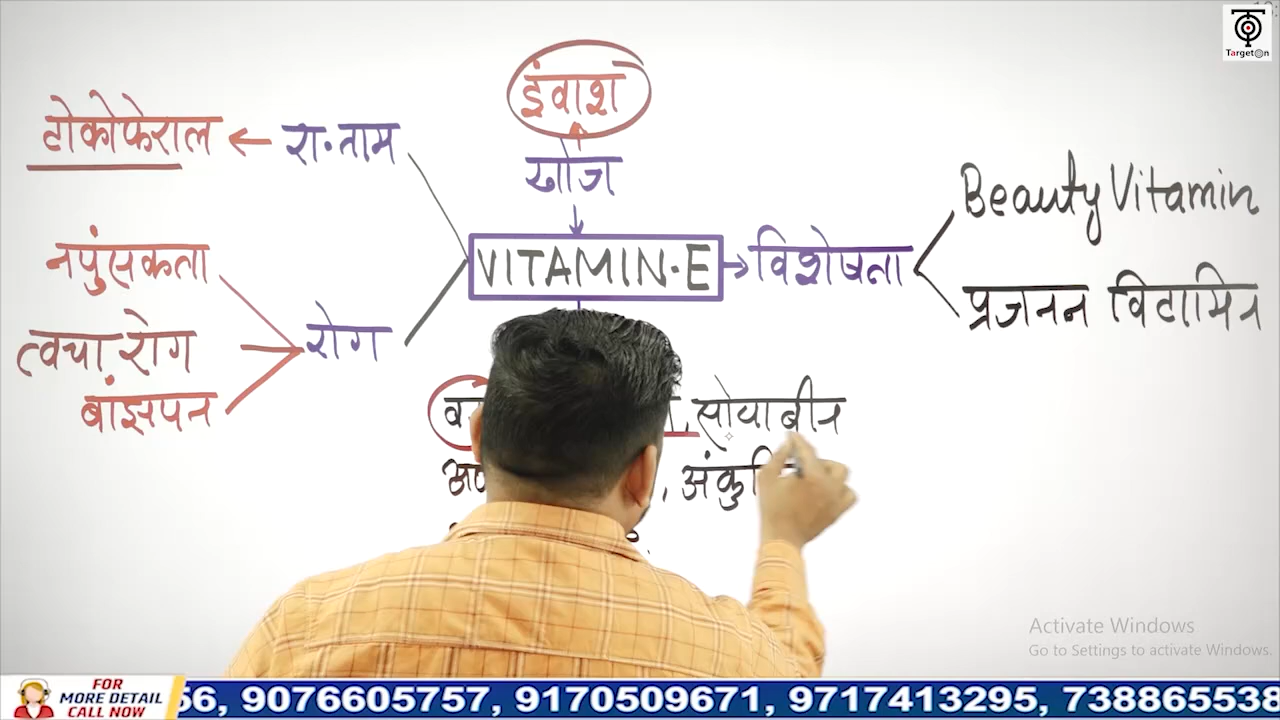 Target@n
इंवाश
टोकोफेराल ← रा॰नाम
खोज
Beauty Vitamin
नपुंसकता
VITAMIN-E → विशेषता
प्रजनन विटामिन
त्वचा रोग
रोग
बांझपन
सोयाबीन
Activate Windows
Go to Settings to activate Windows.
FOR
MORE DETAIL
CALL NOW
56, 9076605757, 9170509671, 9717413295, 738865538